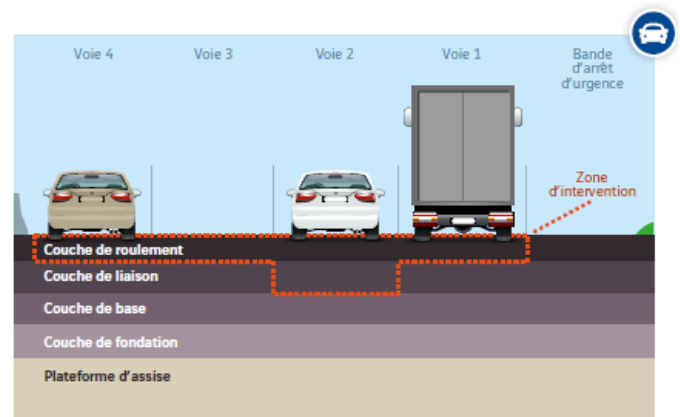 Voie 4
Voie 3
Voie 2
Voie 1
Bande
d'arrêt
d'urgence
Zone
d'intervention
Couche de roulement
Couche de liaison
Couche de base
Couche de fondation
Plateforme d'assise